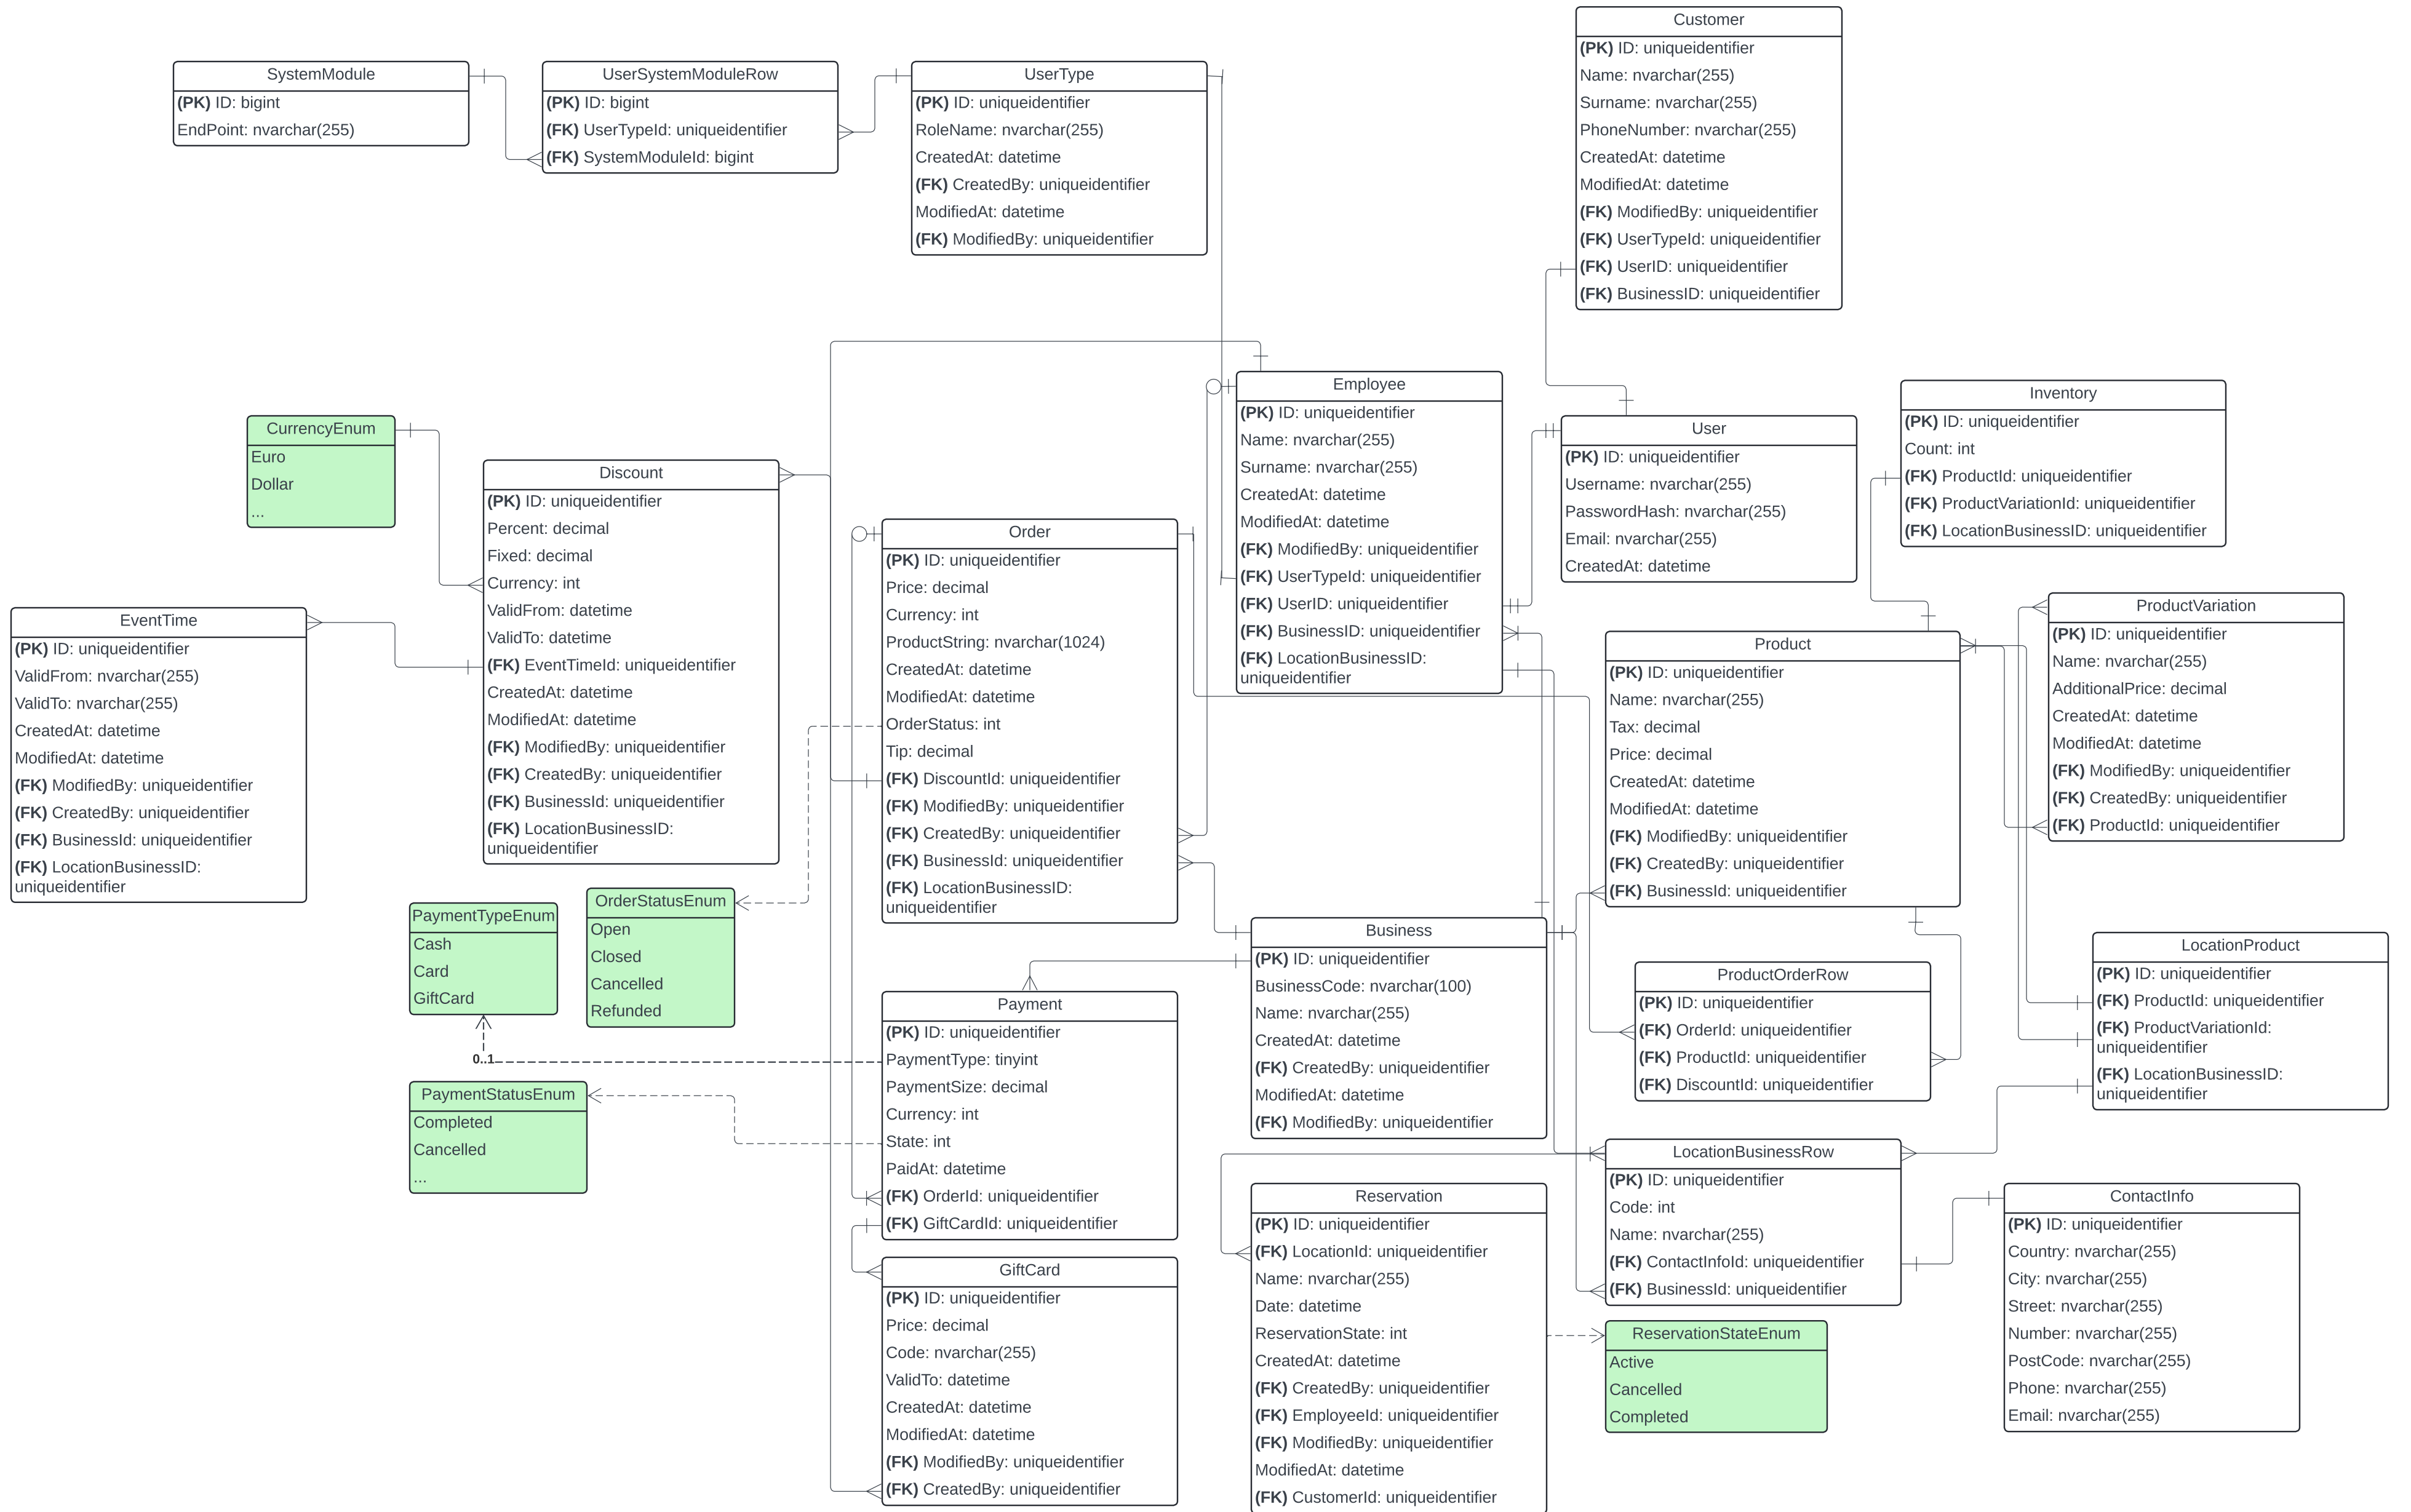 SystemModule
(PK) ID: bigint
EndPoint: nvarchar(255)
UserSystemModuleRow
(PK) ID: bigint
(FK) UserTypeId: uniqueidentifier
(FK) SystemModuleId: bigint
UserType
(PK) ID: uniqueidentifier
RoleName: nvarchar(255)
CreatedAt: datetime
(FK) CreatedBy: uniqueidentifier
ModifiedAt: datetime
(FK) ModifiedBy: uniqueidentifier
Customer
(PK) ID: uniqueidentifier
Name: nvarchar(255)
Surname: nvarchar(255)
PhoneNumber: nvarchar(255)
CreatedAt: datetime
ModifiedAt: datetime
(FK) ModifiedBy: uniqueidentifier
(FK) UserTypeId: uniqueidentifier
(FK) UserID: uniqueidentifier
(FK) BusinessID: uniqueidentifier
CurrencyEnum
Euro
Dollar
...
Discount
(PK) ID: uniqueidentifier
Percent: decimal
Fixed: decimal
Currency: int
ValidFrom: datetime
ValidTo: datetime
(FK) EventTimeId: uniqueidentifier
CreatedAt: datetime
ModifiedAt: datetime
(FK) ModifiedBy: uniqueidentifier
(FK) CreatedBy: uniqueidentifier
(FK) BusinessId: uniqueidentifier
(FK) LocationBusinessID:
uniqueidentifier
EventTime
(PK) ID: uniqueidentifier
ValidFrom: nvarchar(255)
ValidTo: nvarchar(255)
CreatedAt: datetime
ModifiedAt: datetime
(FK) ModifiedBy: uniqueidentifier
(FK) CreatedBy: uniqueidentifier
(FK) BusinessId: uniqueidentifier
(FK) LocationBusinessID:
uniqueidentifier
Order
(PK) ID: uniqueidentifier
Price: decimal
Currency: int
ProductString: nvarchar(1024)
CreatedAt: datetime
ModifiedAt: datetime
OrderStatus: int
Tip: decimal
(FK) DiscountId: uniqueidentifier
(FK) ModifiedBy: uniqueidentifier
(FK) CreatedBy: uniqueidentifier
(FK) BusinessId: uniqueidentifier
(FK) LocationBusinessID:
uniqueidentifier
Employee
(PK) ID: uniqueidentifier
Name: nvarchar(255)
Surname: nvarchar(255)
CreatedAt: datetime
ModifiedAt: datetime
(FK) ModifiedBy: uniqueidentifier
(FK) UserTypeId: uniqueidentifier
(FK) UserID: uniqueidentifier
(FK) BusinessID: uniqueidentifier
(FK) LocationBusinessID:
uniqueidentifier
User
(PK) ID: uniqueidentifier
Username: nvarchar(255)
PasswordHash: nvarchar(255)
Email: nvarchar(255)
CreatedAt: datetime
Inventory
(PK) ID: uniqueidentifier
Count: int
(FK) ProductId: uniqueidentifier
(FK) ProductVariationId: uniqueidentifier
(FK) LocationBusinessID: uniqueidentifier
Product
(PK) ID: uniqueidentifier
Name: nvarchar(255)
Tax: decimal
Price: decimal
CreatedAt: datetime
ModifiedAt: datetime
(FK) ModifiedBy: uniqueidentifier
(FK) CreatedBy: uniqueidentifier
(FK) BusinessId: uniqueidentifier
ProductVariation
(PK) ID: uniqueidentifier
Name: nvarchar(255)
AdditionalPrice: decimal
CreatedAt: datetime
ModifiedAt: datetime
(FK) ModifiedBy: uniqueidentifier
(FK) CreatedBy: uniqueidentifier
(FK) ProductId: uniqueidentifier
PaymentTypeEnum
Cash
Card
GiftCard
0..1
OrderStatusEnum
Open
Closed
Cancelled
Refunded
PaymentStatusEnum
Completed
Cancelled
...
Payment
(PK) ID: uniqueidentifier
PaymentType: tinyint
PaymentSize: decimal
Currency: int
State: int
PaidAt: datetime
(FK) OrderId: uniqueidentifier
(FK) GiftCardId: uniqueidentifier
Business
(PK) ID: uniqueidentifier
BusinessCode: nvarchar(100)
Name: nvarchar(255)
CreatedAt: datetime
(FK) CreatedBy: uniqueidentifier
ModifiedAt: datetime
(FK) ModifiedBy: uniqueidentifier
ProductOrderRow
(PK) ID: uniqueidentifier
(FK) OrderId: uniqueidentifier
(FK) ProductId: uniqueidentifier
(FK) DiscountId: uniqueidentifier
LocationProduct
(PK) ID: uniqueidentifier
(FK) ProductId: uniqueidentifier
(FK) ProductVariationId:
uniqueidentifier
(FK) LocationBusinessID:
uniqueidentifier
GiftCard
(PK) ID: uniqueidentifier
Price: decimal
Code: nvarchar(255)
ValidTo: datetime
CreatedAt: datetime
ModifiedAt: datetime
(FK) ModifiedBy: uniqueidentifier
(FK) CreatedBy: uniqueidentifier
Reservation
(PK) ID: uniqueidentifier
(FK) LocationId: uniqueidentifier
Name: nvarchar(255)
Date: datetime
ReservationState: int
CreatedAt: datetime
(FK) CreatedBy: uniqueidentifier
(FK) EmployeeId: uniqueidentifier
(FK) ModifiedBy: uniqueidentifier
ModifiedAt: datetime
(FK) CustomerId: uniqueidentifier
LocationBusinessRow
(PK) ID: uniqueidentifier
Code: int
Name: nvarchar(255)
(FK) ContactInfoId: uniqueidentifier
(FK) BusinessId: uniqueidentifier
ReservationStateEnum
Active
Cancelled
Completed
ContactInfo
(PK) ID: uniqueidentifier
Country: nvarchar(255)
City: nvarchar(255)
Street: nvarchar(255)
Number: nvarchar(255)
PostCode: nvarchar(255)
Phone: nvarchar(255)
Email: nvarchar(255)